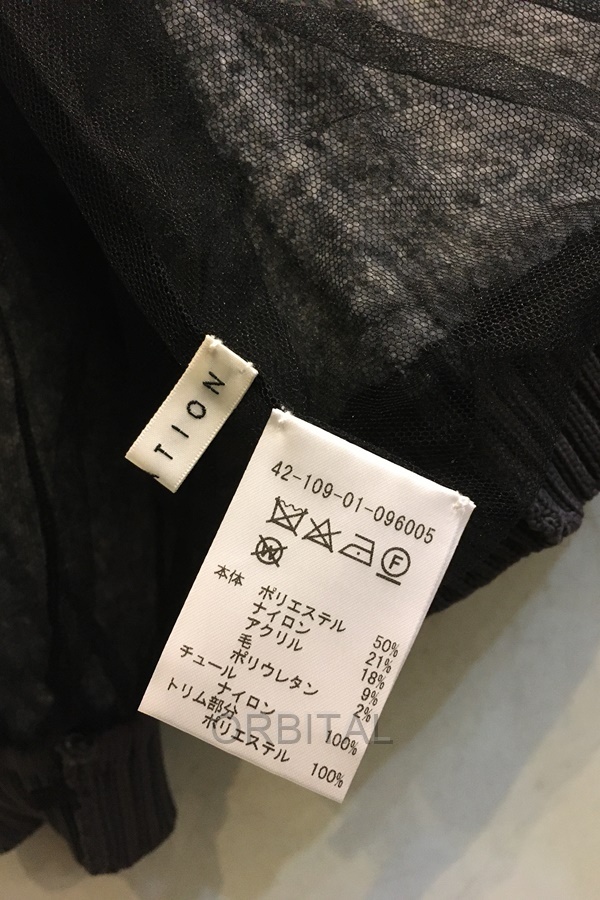 TION
42-109-01-096005
F
W
本体
ポリエステル 50%
ナイロン 21%
アクリル 18%
毛 9%
ポリウレタン 2%
チュール
ナイロン 100%
トリム部分
ポリエステル 100%
ORBITAL